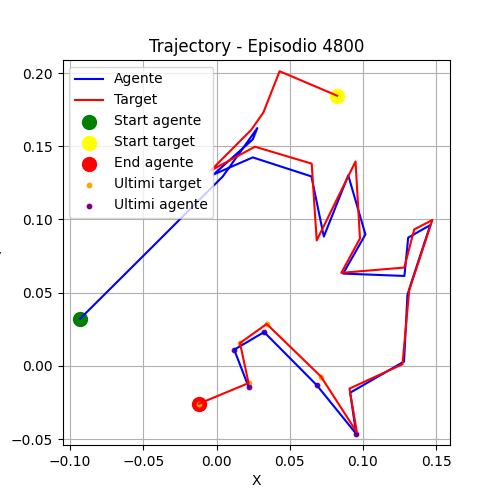 Trajectory - Episodio 4800
Agente
Target
Start agente
Start target
End agente
Ultimi target
Ultimi agente
0.20
0.15
0.10
0.05
0.00
−0.05
−0.10
−0.05
0.00
0.05
0.10
0.15
X